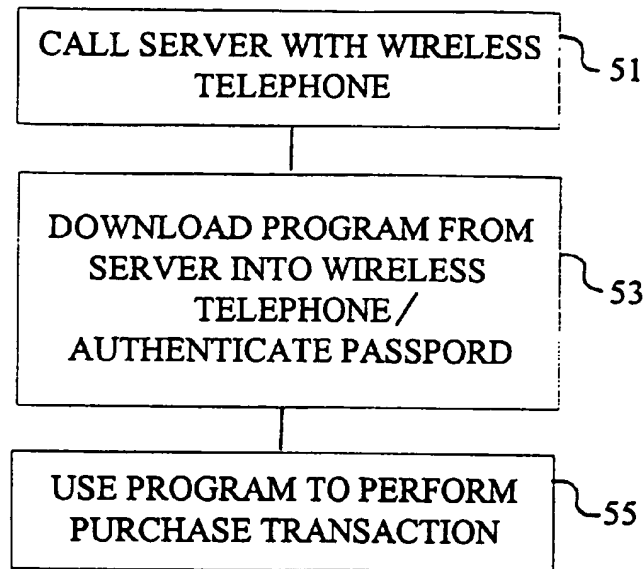 CALL SERVER WITH WIRELESS
TELEPHONE
51
DOWNLOAD PROGRAM FROM
SERVER INTO WIRELESS
TELEPHONE/
AUTHENTICATE PASSPORD
53
USE PROGRAM TO PERFORM
PURCHASE TRANSACTION
55